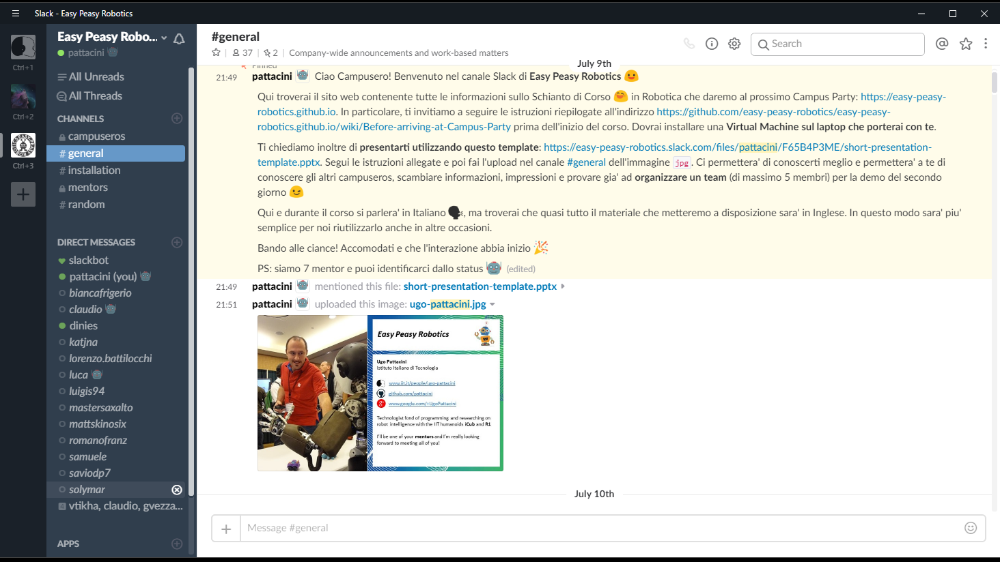 Slack - Easy Peasy Robotics
Ctrl+1
Ctrl+2
Ctrl+3
Easy Peasy Robo...
pattacini
All Unreads
All Threads
CHANNELS
campuseros
# general
# installation
mentors
# random
DIRECT MESSAGES
slackbot
pattacini (you)
biancafrigerio
claudio
dinies
katjna
lorenzo.battilocchi
luca
luigis94
mastersaxalto
mattskinosix
romanofranz
samuele
saviodp7
solymar
4 vtikha, claudio, gvezza...
APPS
#general
37 | 2 | Company-wide announcements and work-based matters
Search
July 9th
Pinned
21:49 pattacini Ciao Campusero! Benvenuto nel canale Slack di Easy Peasy Robotics
Qui troverai il sito web contenente tutte le informazioni sullo Schianto di Corso in Robotica che daremo al prossimo Campus Party: https://easy-peasy-
robotics.github.io. In particolare, ti invitiamo a seguire le istruzioni riepilogate all'indirizzo https://github.com/easy-peasy-robotics/easy-peasy-
robotics.github.io/wiki/Before-arriving-at-Campus-Party prima dell'inizio del corso. Dovrai installare una Virtual Machine sul laptop che porterai con te.
Ti chiediamo inoltre di presentarti utilizzando questo template: https://easy-peasy-robotics.slack.com/files/pattacini/F65B4P3ME/short-presentation-
template.pptx. Segui le istruzioni allegate e poi fai l'upload nel canale #general dell'immagine jpg. Ci permettera' di conoscerti meglio e permettera' a te di
conoscere gli altri campuseros, scambiare informazioni, impressioni e provare gia' ad organizzare un team (di massimo 5 membri) per la demo del secondo
giorno
Qui e durante il corso si parlera' in Italiano , ma troverai che quasi tutto il materiale che metteremo a disposizione sara' in Inglese. In questo modo sara' piu'
semplice per noi riutilizzarlo anche in altre occasioni.
Bando alle ciance! Accomodati e che l'interazione abbia inizio
PS: siamo 7 mentor e puoi identificarci dallo status (edited)
21:49 pattacini mentioned this file: short-presentation-template.pptx
21:51 pattacini uploaded this image: ugo-pattacini.jpg
Easy Peasy Robotics
Ugo Pattacini
Istituto Italiano di Tecnologia
www.iit.it/people/ugo-pattacini
github.com/pattacini
www.google.com/+UgoPattacini
Technologist fond of programming and researching on
robot intelligence with the IIT humanoids iCub and R1
I'll be one of your mentors and I'm really looking
forward to meeting all of you!
July 10th
Message #general